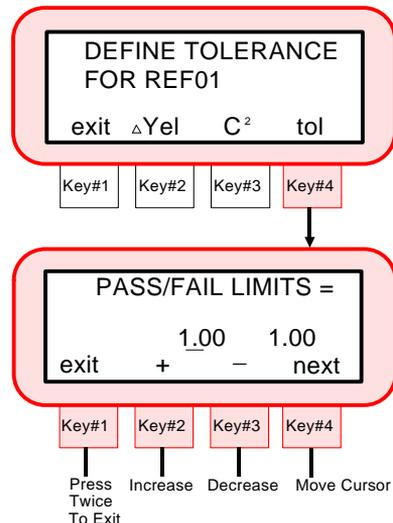 DEFINE TOLERANCE
FOR REF01
exit ▵Yel C² tol
Key#1 Key#2 Key#3 Key#4
PASS/FAIL LIMITS =
1.00 1.00
exit + − next
Key#1 Key#2 Key#3 Key#4
Press Twice To Exit
Increase
Decrease
Move Cursor